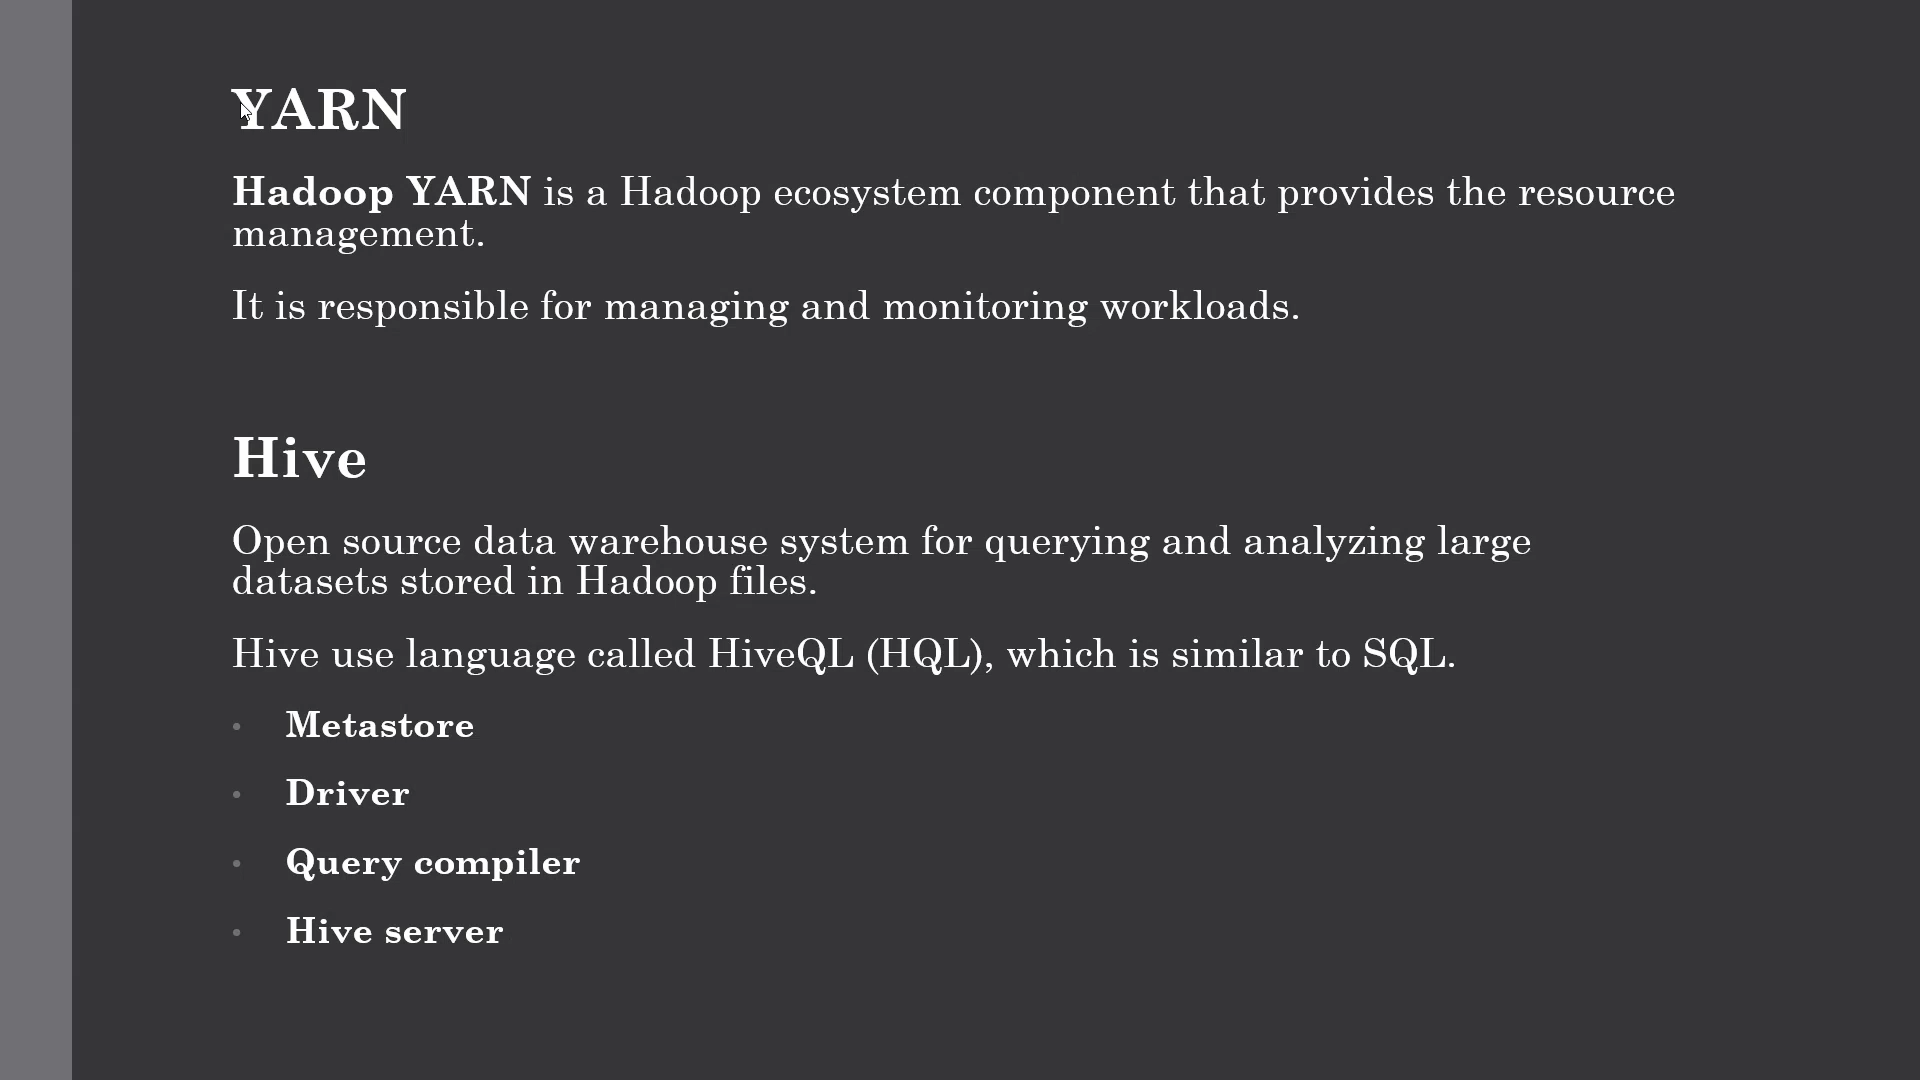 YARN
Hadoop YARN is a Hadoop ecosystem component that provides the resource
management.
It is responsible for managing and monitoring workloads.
Hive
Open source data warehouse system for querying and analyzing large
datasets stored in Hadoop files.
Hive use language called HiveQL (HQL), which is similar to SQL.
• Metastore
• Driver
• Query compiler
• Hive server